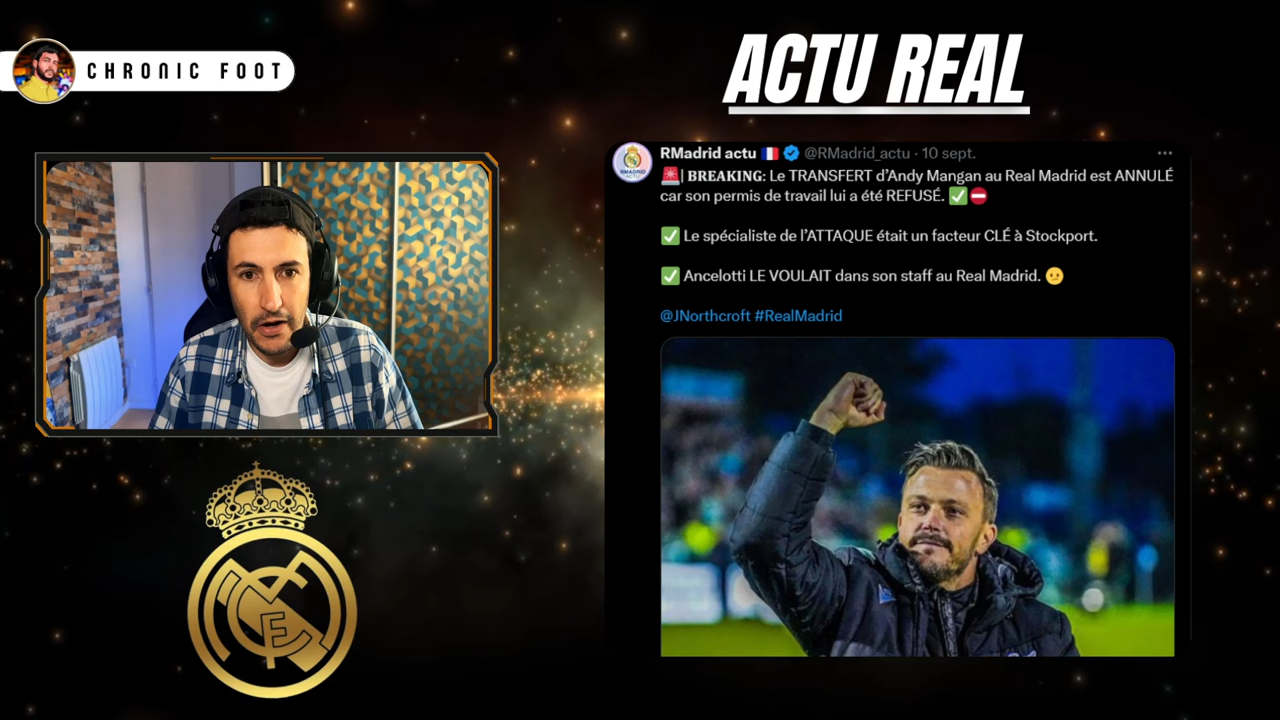 CHRONIC FOOT
ACTU REAL
RMadrid actu 🇫🇷 @RMadrid_actu · 10 sept.
🚨| BREAKING: Le TRANSFERT d’Andy Mangan au Real Madrid est ANNULÉ
car son permis de travail lui a été REFUSÉ. ✅⛔
✅ Le spécialiste de l’ATTAQUE était un facteur CLÉ à Stockport.
✅ Ancelotti LE VOULAIT dans son staff au Real Madrid. 🫤
@JNorthcroft #RealMadrid